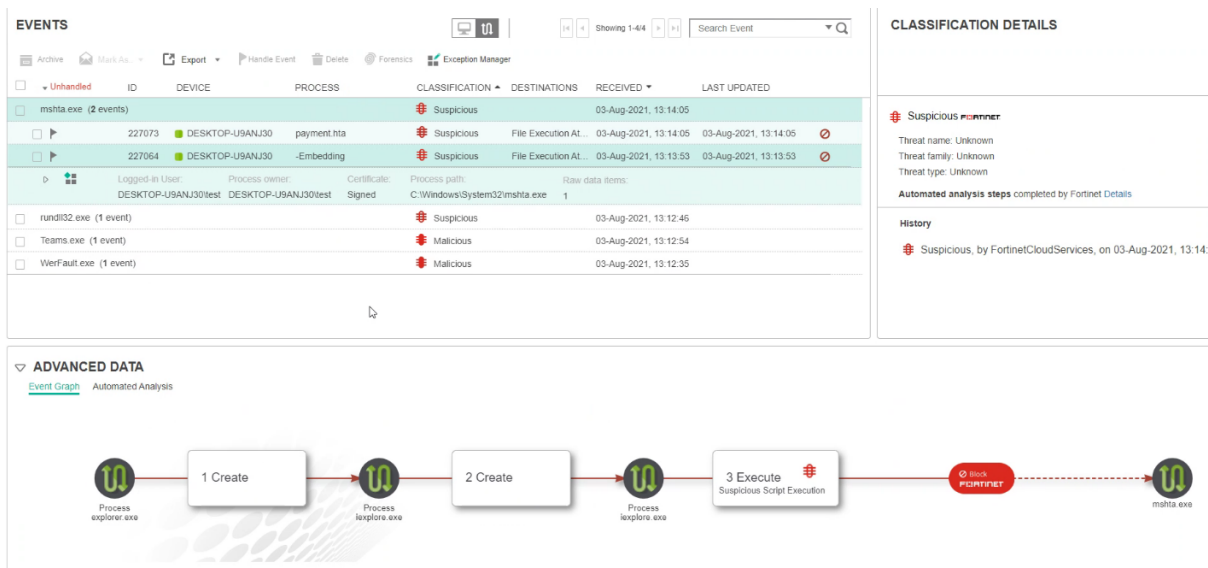 EVENTS
Showing 1-4/4
Search Event
Archive Mark As... Export Handle Event Delete Forensics Exception Manager
Unhandled ID DEVICE PROCESS CLASSIFICATION DESTINATIONS RECEIVED LAST UPDATED
mshta.exe (2 events) Suspicious 03-Aug-2021, 13:14:05
227073 DESKTOP-U9ANJ30 payment.hta Suspicious File Execution At... 03-Aug-2021, 13:14:05 03-Aug-2021, 13:14:05
227064 DESKTOP-U9ANJ30 -Embedding Suspicious File Execution At... 03-Aug-2021, 13:13:53 03-Aug-2021, 13:13:53
Logged-in User: Process owner: Certificate: Process path: Raw data items:
DESKTOP-U9ANJ30\test DESKTOP-U9ANJ30\test Signed C:\Windows\System32\mshta.exe 1
rundll32.exe (1 event) Suspicious 03-Aug-2021, 13:12:46
Teams.exe (1 event) Malicious 03-Aug-2021, 13:12:54
WerFault.exe (1 event) Malicious 03-Aug-2021, 13:12:35
CLASSIFICATION DETAILS
Suspicious FORTINET
Threat name: Unknown
Threat family: Unknown
Threat type: Unknown
Automated analysis steps completed by Fortinet Details
History
Suspicious, by FortinetCloudServices, on 03-Aug-2021, 13:14:
ADVANCED DATA
Event Graph Automated Analysis
1 Create
2 Create
3 Execute
Suspicious Script Execution
Block
FORTINET
Process
explorer.exe
Process
iexplore.exe
Process
iexplore.exe
mshta.exe